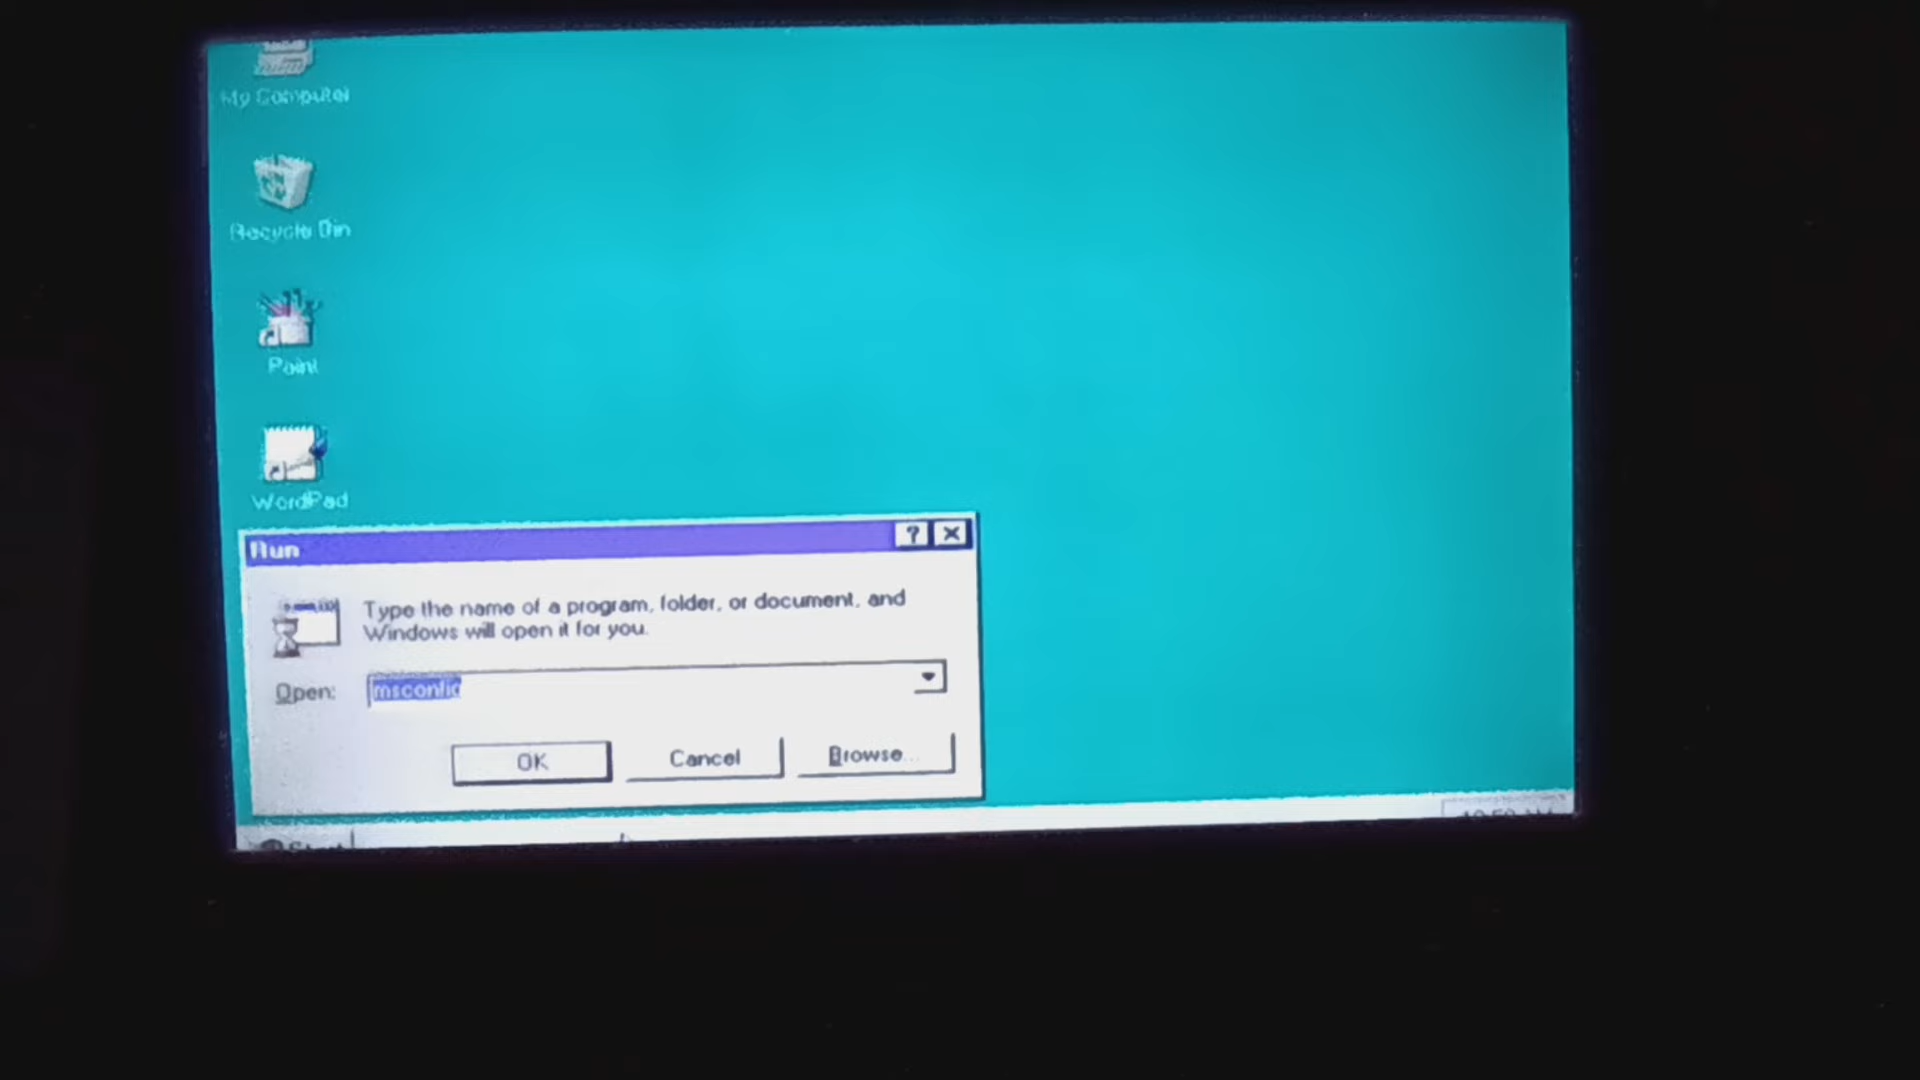 My Computer
Recycle Bin
Paint
WordPad
Run
?
Type the name of a program, folder, or document, and
Windows will open it for you.
Open:
msconfig
OK
Cancel
Browse...
Start